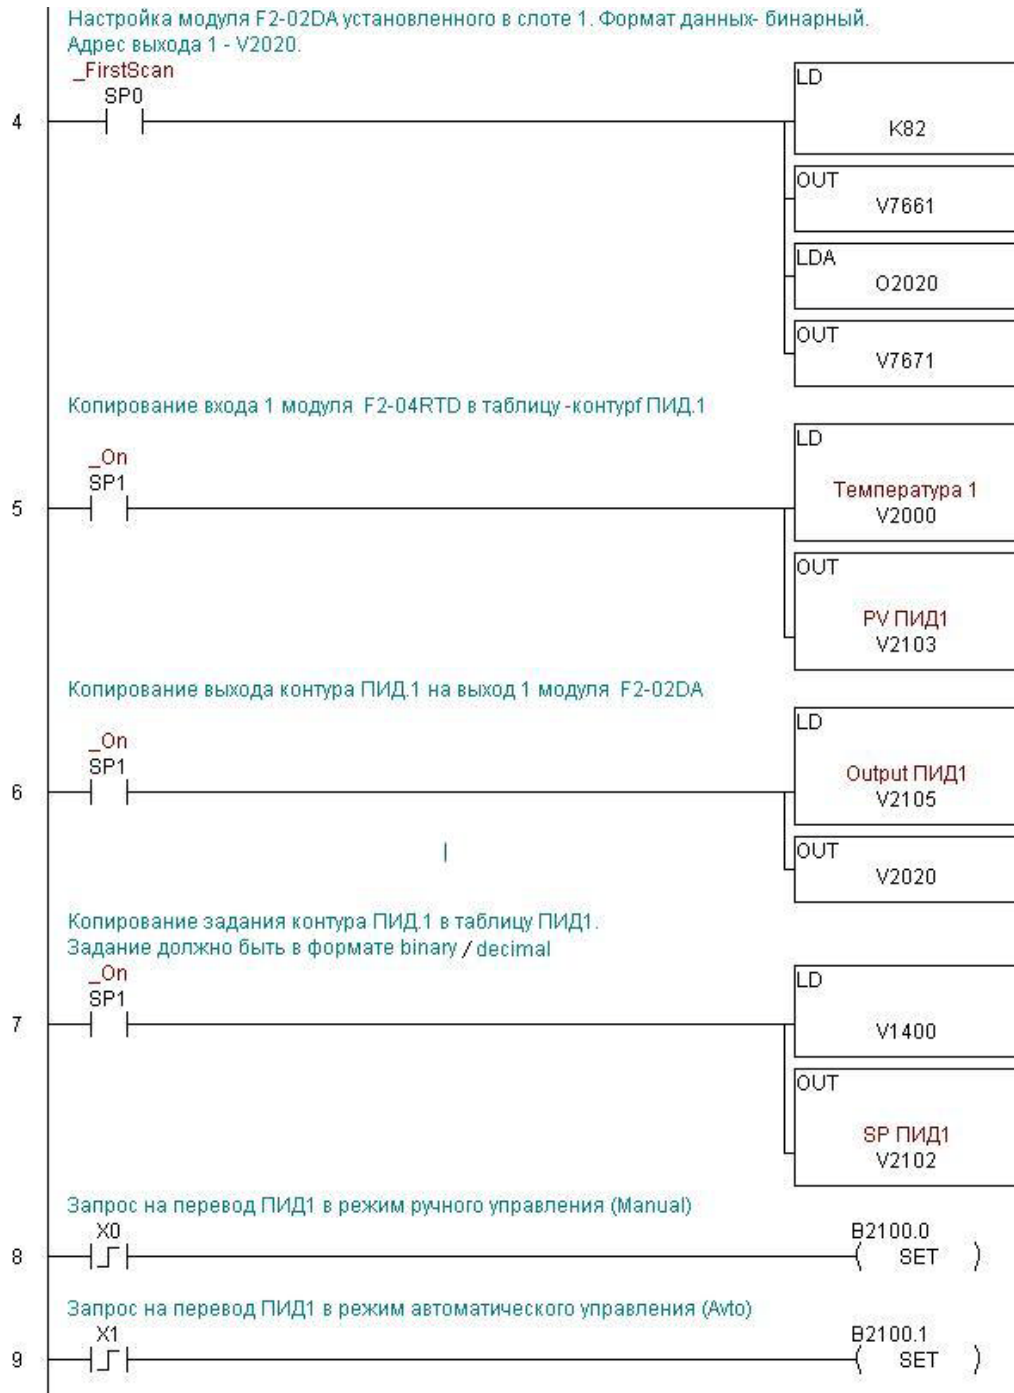 Настройка модуля F2-02DA установленного в слоте 1. Формат данных- бинарный.
Адрес выхода 1 - V2020.
_FirstScan
SP0
4
LD
K82
OUT
V7661
LDA
O2020
OUT
V7671
Копирование входа 1 модуля F2-04RTD в таблицу -контурf ПИД.1
_On
SP1
5
LD
Температура 1
V2000
OUT
PV ПИД1
V2103
Копирование выхода контура ПИД.1 на выход 1 модуля F2-02DA
_On
SP1
6
LD
Output ПИД1
V2105
OUT
V2020
Копирование задания контура ПИД.1 в таблицу ПИД1.
Задание должно быть в формате binary / decimal
_On
SP1
7
LD
V1400
OUT
SP ПИД1
V2102
Запрос на перевод ПИД1 в режим ручного управления (Manual)
X0
B2100.0
8
SET
Запрос на перевод ПИД1 в режим автоматического управления (Avto)
X1
B2100.1
9
SET